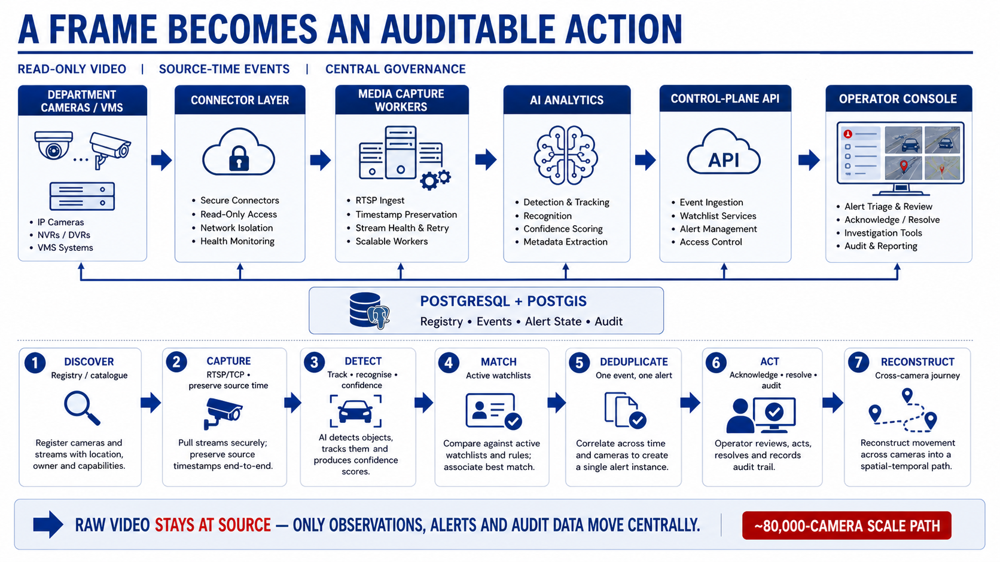 A FRAME BECOMES AN AUDITABLE ACTION
READ-ONLY VIDEO | SOURCE-TIME EVENTS | CENTRAL GOVERNANCE
DEPARTMENT
CAMERAS / VMS
• IP Cameras
• NVRs / DVRs
• VMS Systems
CONNECTOR LAYER
• Secure Connectors
• Read-Only Access
• Network Isolation
• Health Monitoring
MEDIA CAPTURE
WORKERS
• RTSP Ingest
• Timestamp Preservation
• Stream Health & Retry
• Scalable Workers
AI ANALYTICS
• Detection & Tracking
• Recognition
• Confidence Scoring
• Metadata Extraction
CONTROL-PLANE API
API
• Event Ingestion
• Watchlist Services
• Alert Management
• Access Control
OPERATOR CONSOLE
• Alert Triage & Review
• Acknowledge / Resolve
• Investigation Tools
• Audit & Reporting
POSTGRESQL + POSTGIS
Registry • Events • Alert State • Audit
1 DISCOVER
Registry / catalogue
Register cameras and
streams with location,
owner and capabilities.
2 CAPTURE
RTSP/TCP •
preserve source time
Pull streams securely;
preserve source
timestamps end-to-end.
3 DETECT
Track • recognise •
confidence
AI detects objects,
tracks them and
produces confidence
scores.
4 MATCH
Active watchlists
Compare against active
watchlists and rules;
associate best match.
5 DEDUPLICATE
One event, one alert
Correlate across time
and cameras to create
a single alert instance.
6 ACT
Acknowledge • resolve •
audit
Operator reviews, acts,
resolves and records
audit trail.
7 RECONSTRUCT
Cross-camera journey
Reconstruct movement
across cameras into a
spatial-temporal path.
RAW VIDEO STAYS AT SOURCE — ONLY OBSERVATIONS, ALERTS AND AUDIT DATA MOVE CENTRALLY.
~80,000-CAMERA SCALE PATH